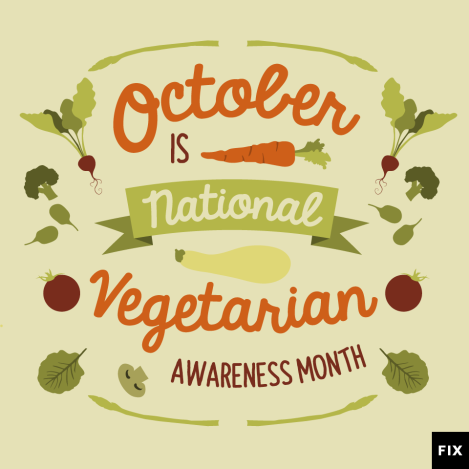 October
IS
National
Vegetarian
AWARENESS MONTH
FIX